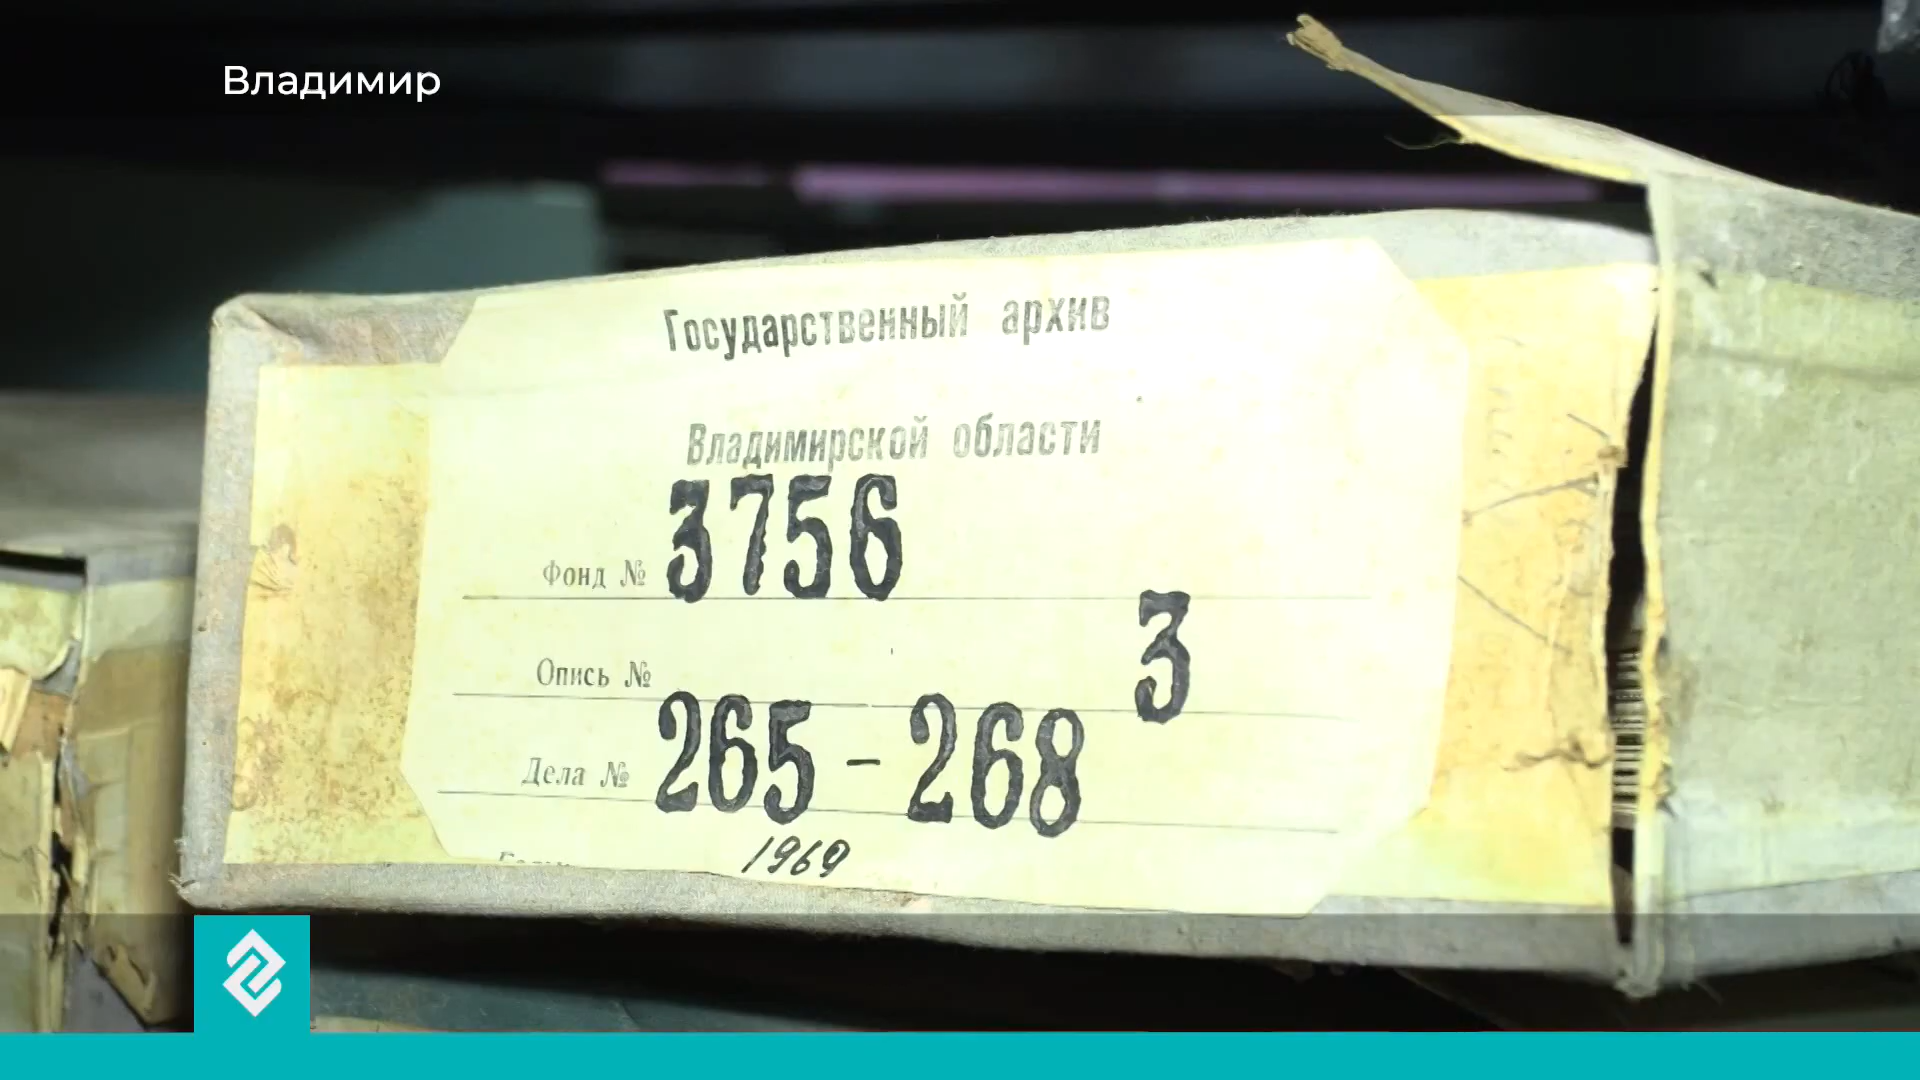 Владимир
Государственный архив
Владимирской области
Фонд № 3756
Опись № 3
Дела № 265-268
1969